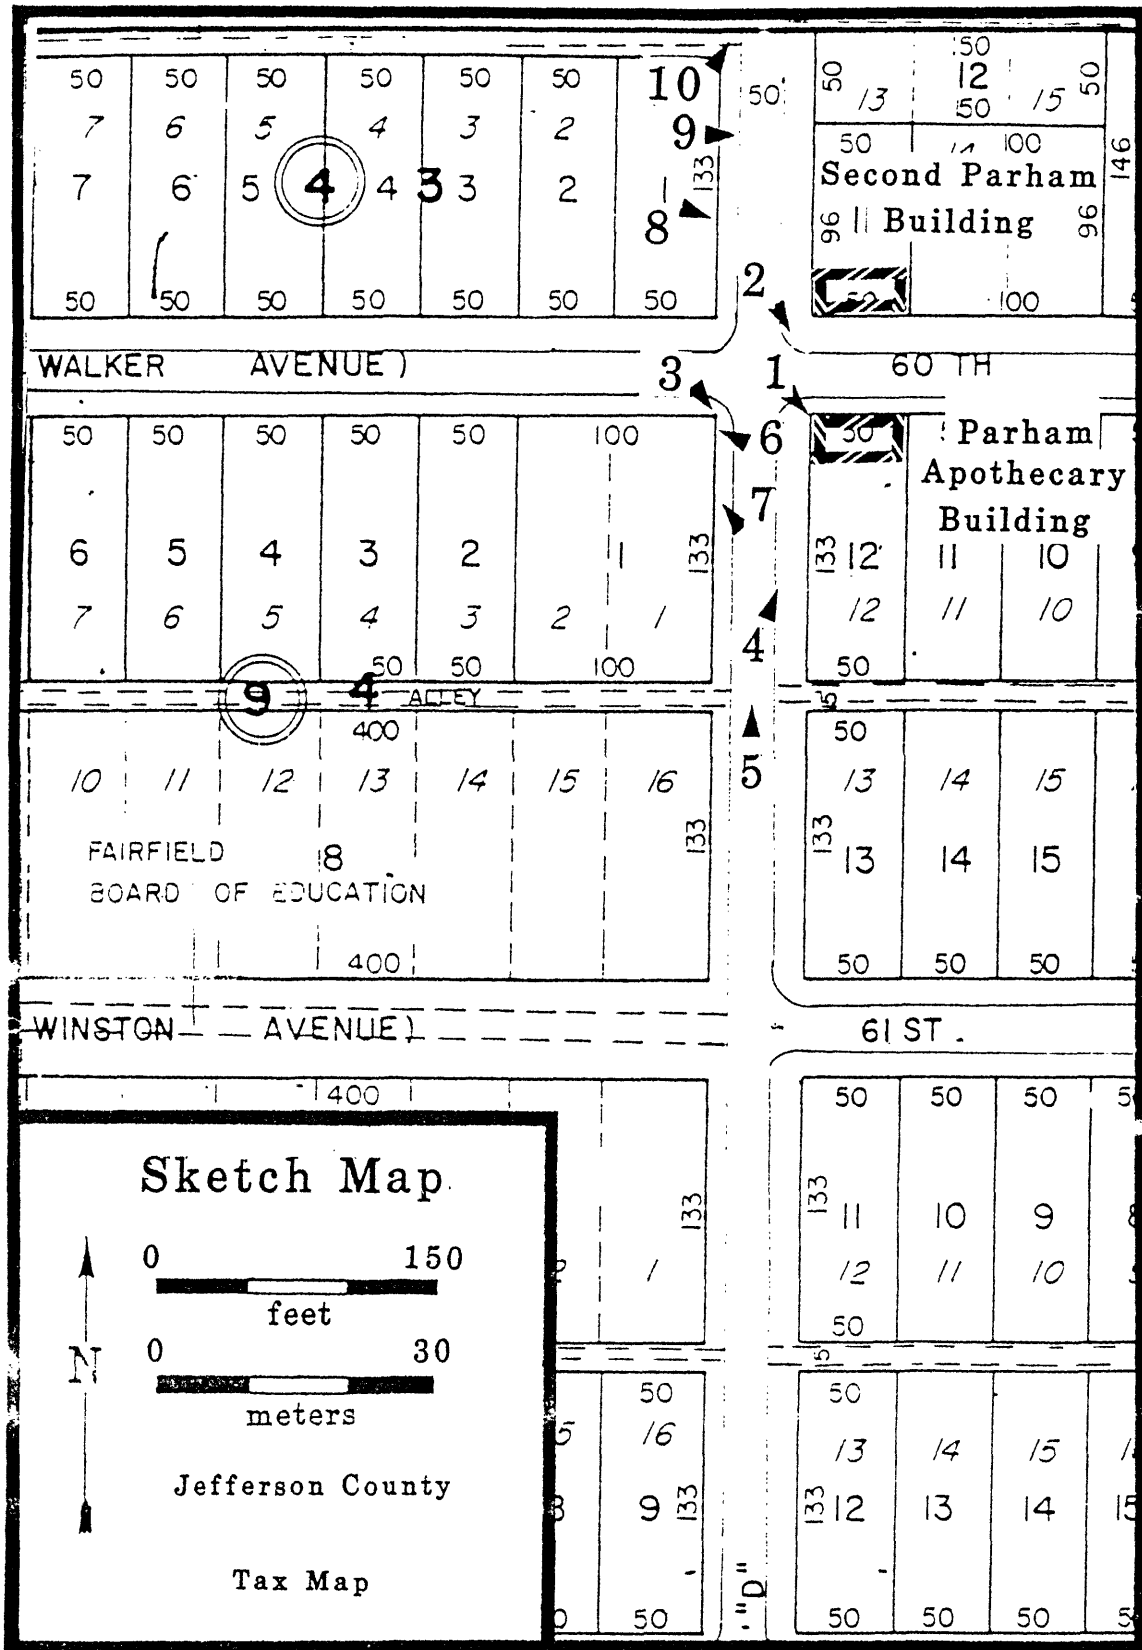 50 50 50 50 50 50 10 50 50 50 12 50 50
7 6 5 4 3 2 9 13 50 15
7 6 5 4 4 3 3 2 1 133 50 100 146
8 96 11 Second Parham
Building 96
50 50 50 50 50 50 50 2 50 100
WALKER AVENUE) 60 TH
3 1
50 50 50 50 50 100 6 50 Parham
Apothecary
Building
7
6 5 4 3 2 1 133 133 12 11 10
7 6 5 4 3 2 1 12 11 10
4
50 50 100 50
9 4 ALLEY
400 50
5
10 11 12 13 14 15 16 13 14 15
FAIRFIELD 8 133 133 13 14 15
BOARD OF EDUCATION
400 50 50 50
WINSTON AVENUE) 61 ST.
400 50 50 50
Sketch Map
133 133 11 10 9
0 150
feet
1 12 11 10
50
0 30
meters
N
50 50
16 13 14 15
Jefferson County
9 133 133 12 13 14 15
Tax Map
"D"
50 50 50 50